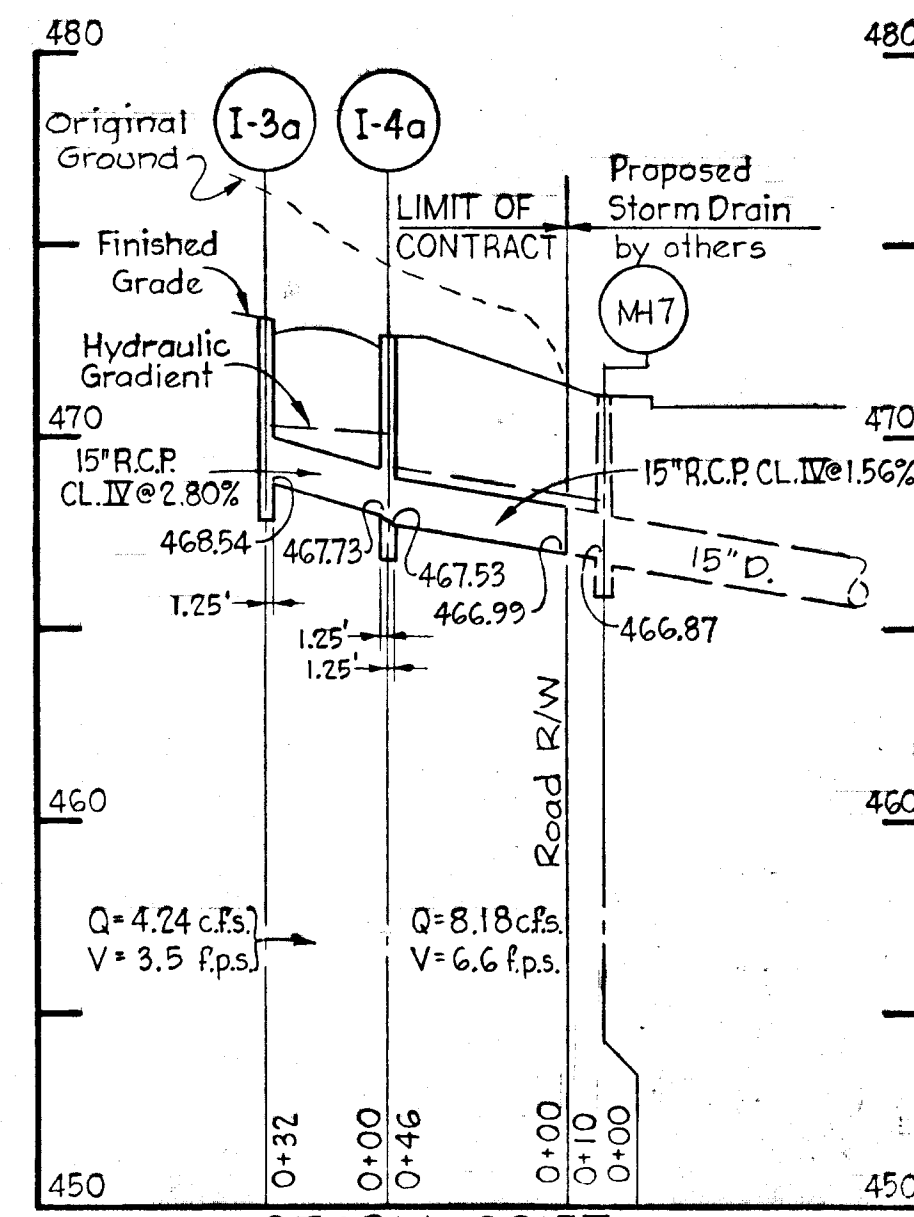 480
480
I-3a
I-4a
Original
Ground
Proposed
Storm Drain
by others
LIMIT OF
CONTRACT
Finished
Grade
MH7
Hydraulic
Gradient
470
470
15" R.C.P.
CL. IV @ 2.80%
15" R.C.P. CL. IV @ 1.56%
468.54
467.73
467.53
466.99
466.87
15" D.
1.25'
1.25'
1.25'
Road R/W
460
460
Q = 4.24 c.f.s.
V = 3.5 f.p.s.
Q = 8.18 c.f.s.
V = 6.6 f.p.s.
0+32
0+00
0+46
0+00
0+10
0+00
450
450